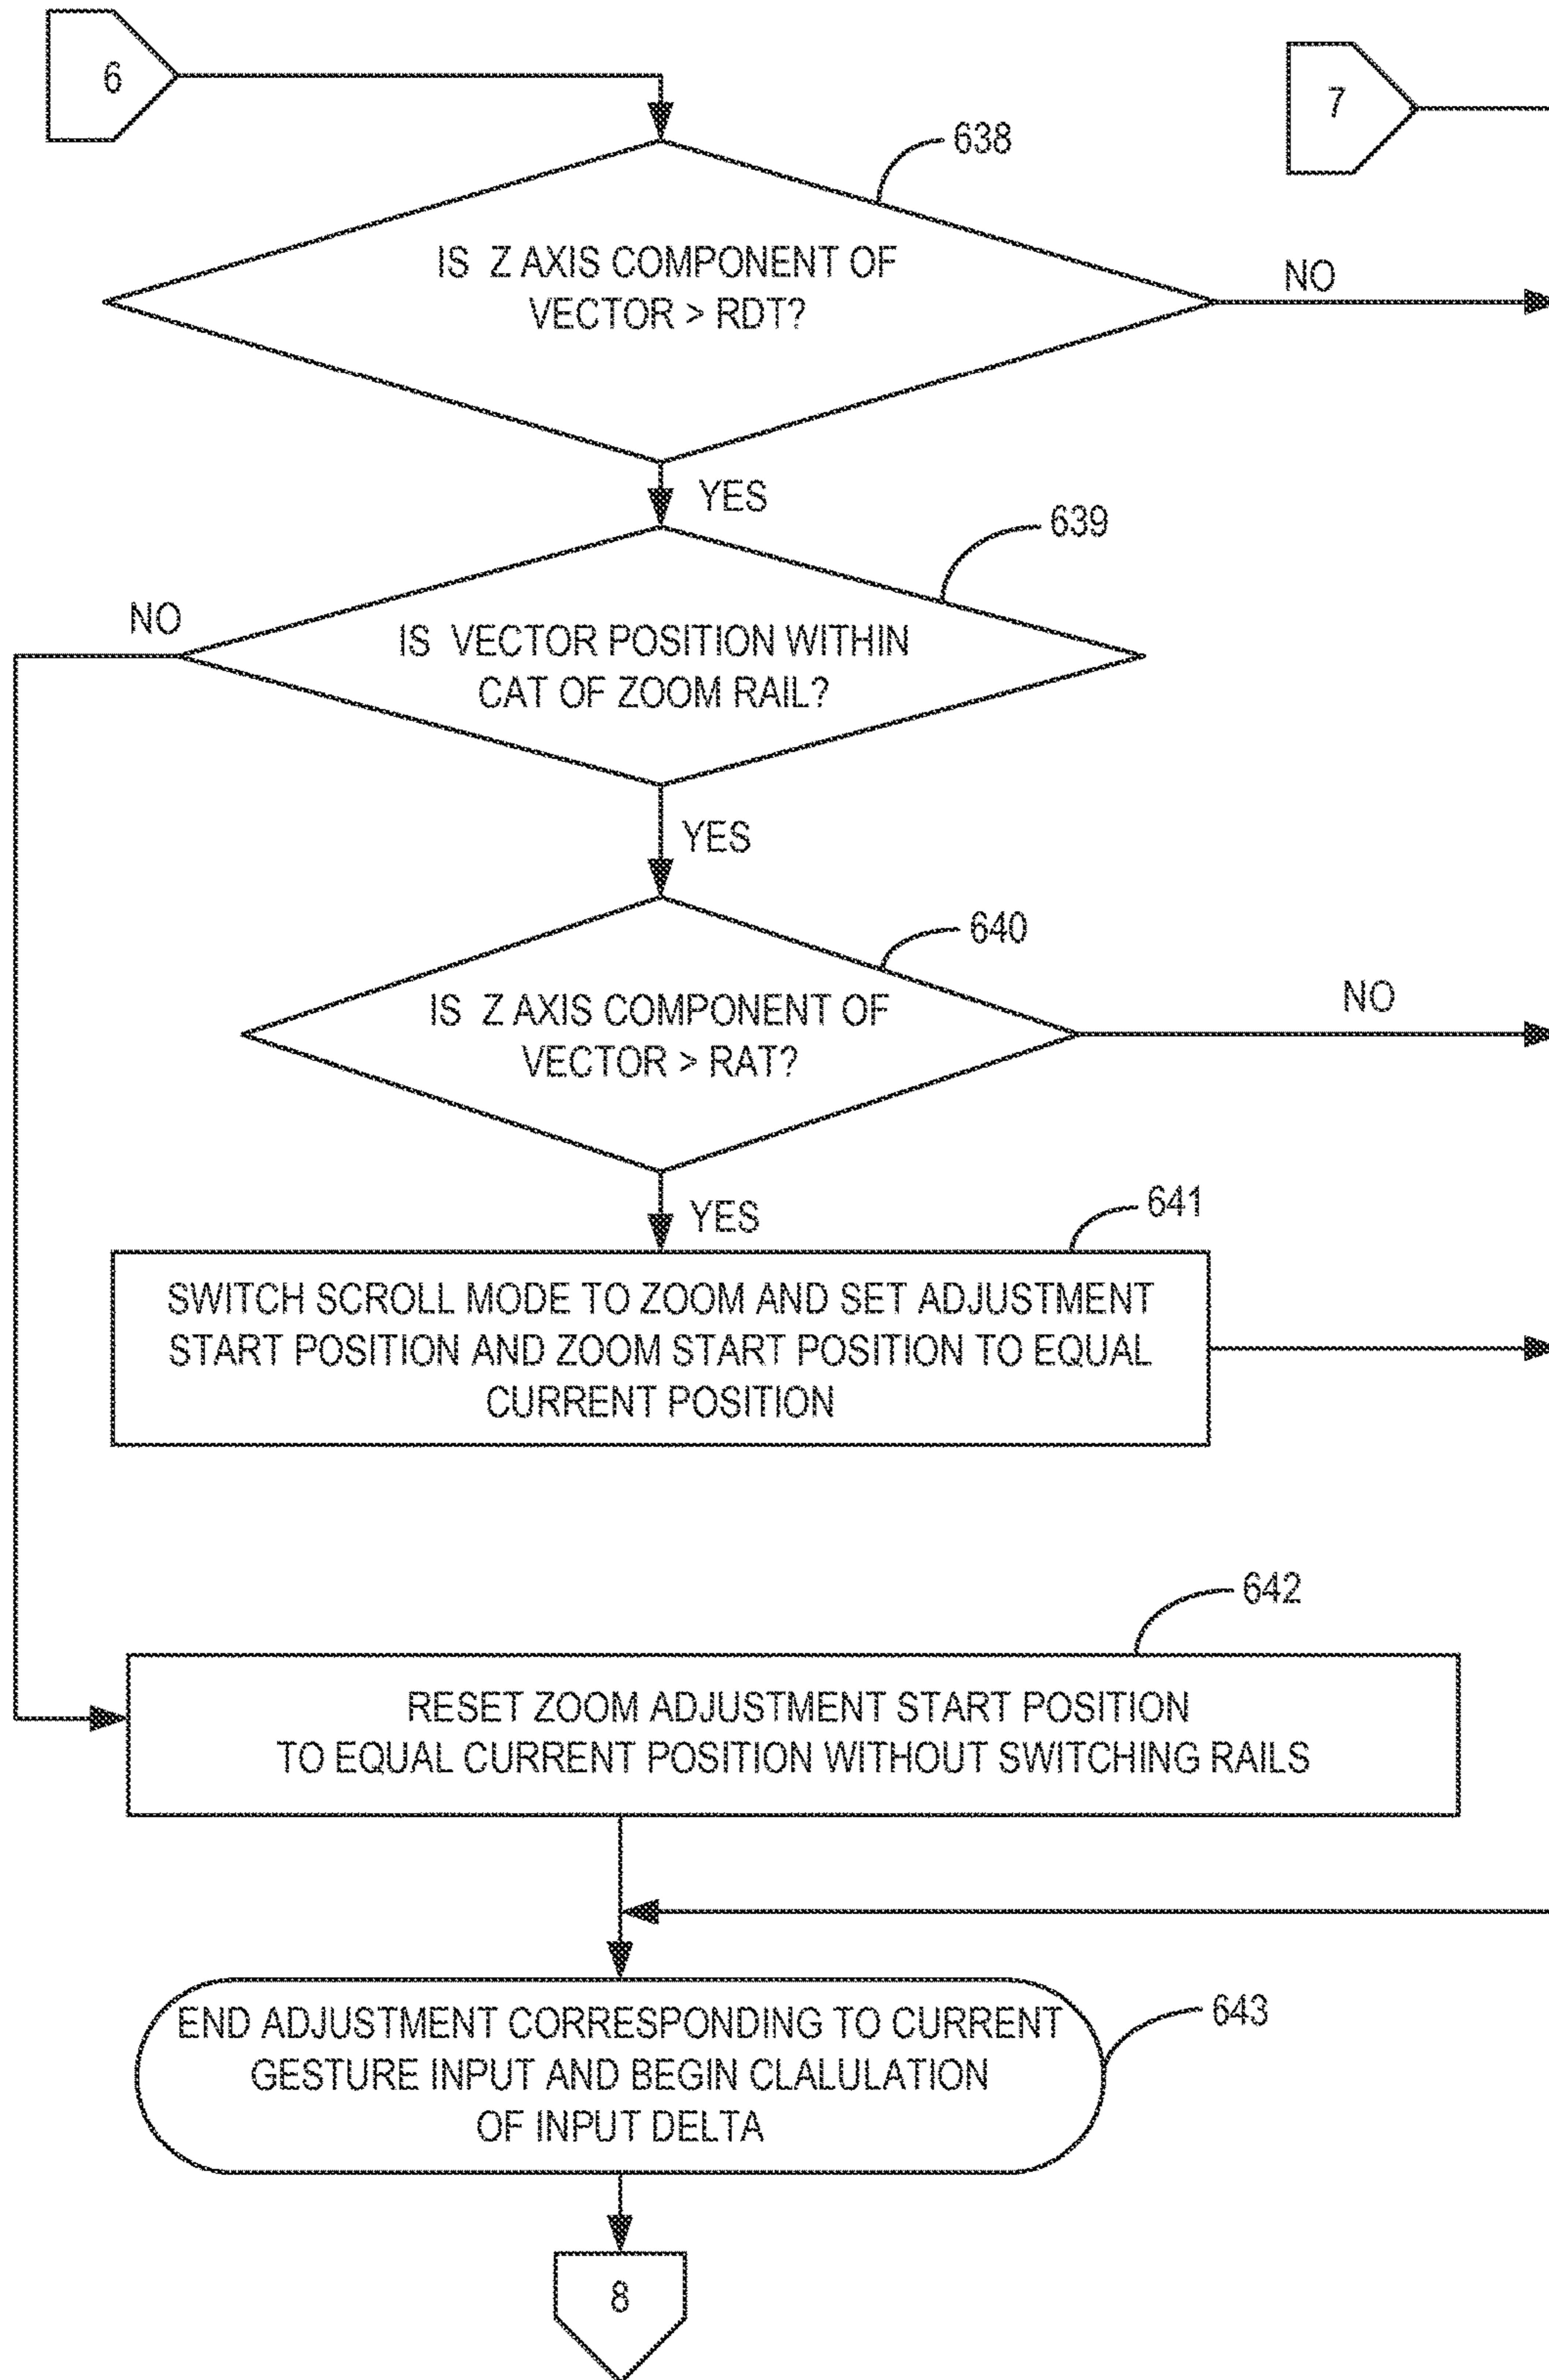 6
7
638
IS Z AXIS COMPONENT OF
VECTOR > RDT?
NO
YES
639
NO
IS VECTOR POSITION WITHIN
CAT OF ZOOM RAIL?
YES
640
IS Z AXIS COMPONENT OF
VECTOR > RAT?
NO
YES
641
SWITCH SCROLL MODE TO ZOOM AND SET ADJUSTMENT
START POSITION AND ZOOM START POSITION TO EQUAL
CURRENT POSITION
642
RESET ZOOM ADJUSTMENT START POSITION
TO EQUAL CURRENT POSITION WITHOUT SWITCHING RAILS
END ADJUSTMENT CORRESPONDING TO CURRENT
GESTURE INPUT AND BEGIN CLALULATION
OF INPUT DELTA
643
8